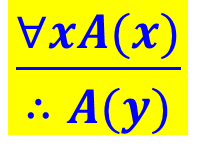 ∀xA(x)
∴ A(y)